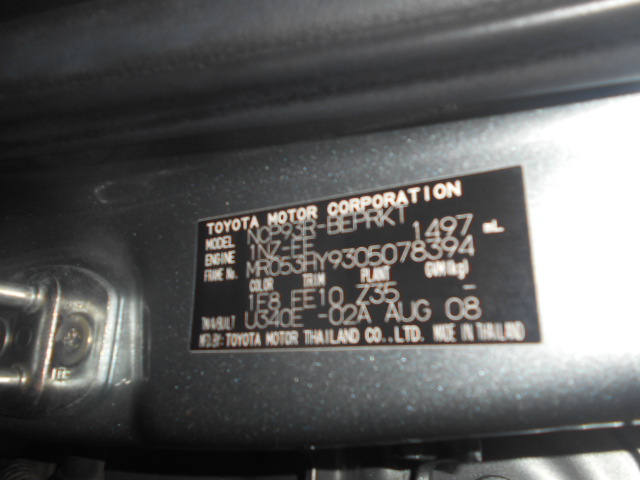 TOYOTA MOTOR CORPORATION
MODEL NCP93R-BEPRKT
ENGINE 1NZ-FE 1497 mL
FRAME No. MR053HY9305078394
COLOR TRIM PLANT GVM(kg)
1F8 FE10 Z35 -
TM/A/BUILT U340E -02A AUG 08
MFD.BY:TOYOTA MOTOR THAILAND CO.,LTD. MADE IN THAILAND